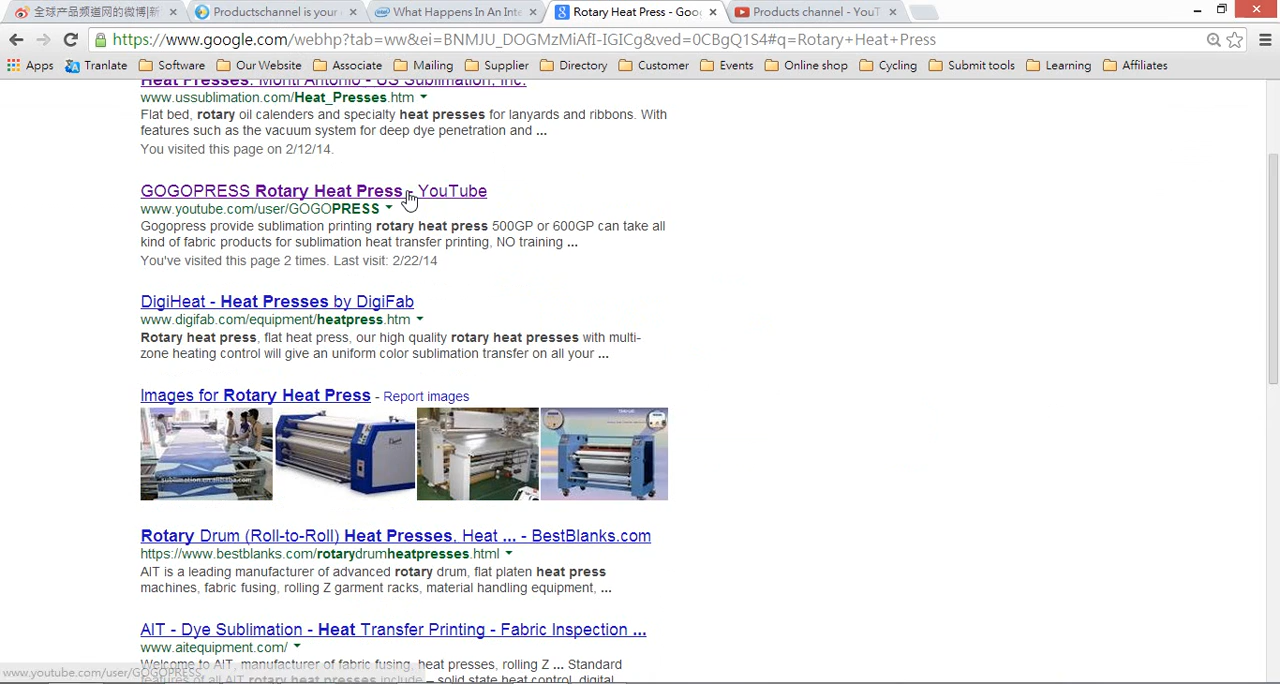 全球产品频道网的微博|新
Productschannel is your
What Happens In An Inte
Rotary Heat Press - Goo
Products channel - YouT
https://www.google.com/webhp?tab=ww&ei=BNMJU_DOGMzMiAfI-IGICg&ved=0CBgQ1S4#q=Rotary+Heat+Press
Apps Tranlate Software Our Website Associate Mailing Supplier Directory Customer Events Online shop Cycling Submit tools Learning Affiliates
Heat Presses: Monti Antonio - US Sublimation, Inc.
www.ussublimation.com/Heat_Presses.htm
Flat bed, rotary oil calenders and specialty heat presses for lanyards and ribbons. With
features such as the vacuum system for deep dye penetration and ...
You visited this page on 2/12/14.
GOGOPRESS Rotary Heat Press - YouTube
www.youtube.com/user/GOGOPRESS
Gogopress provide sublimation printing rotary heat press 500GP or 600GP can take all
kind of fabric products for sublimation heat transfer printing, NO training ...
You've visited this page 2 times. Last visit: 2/22/14
DigiHeat - Heat Presses by DigiFab
www.digifab.com/equipment/heatpress.htm
Rotary heat press, flat heat press, our high quality rotary heat presses with multi-
zone heating control will give an uniform color sublimation transfer on all your ...
Images for Rotary Heat Press - Report images
Rotary Drum (Roll-to-Roll) Heat Presses. Heat ... - BestBlanks.com
https://www.bestblanks.com/rotarydrumheatpresses.html
AIT is a leading manufacturer of advanced rotary drum, flat platen heat press
machines, fabric fusing, rolling Z garment racks, material handling equipment, ...
AIT - Dye Sublimation - Heat Transfer Printing - Fabric Inspection ...
www.aitequipment.com/
Welcome to AIT, manufacturer of fabric fusing, heat presses, rolling Z ... Standard
features of all AIT rotary heat presses include – solid state heat control, digital
www.youtube.com/user/GOGOPRESS